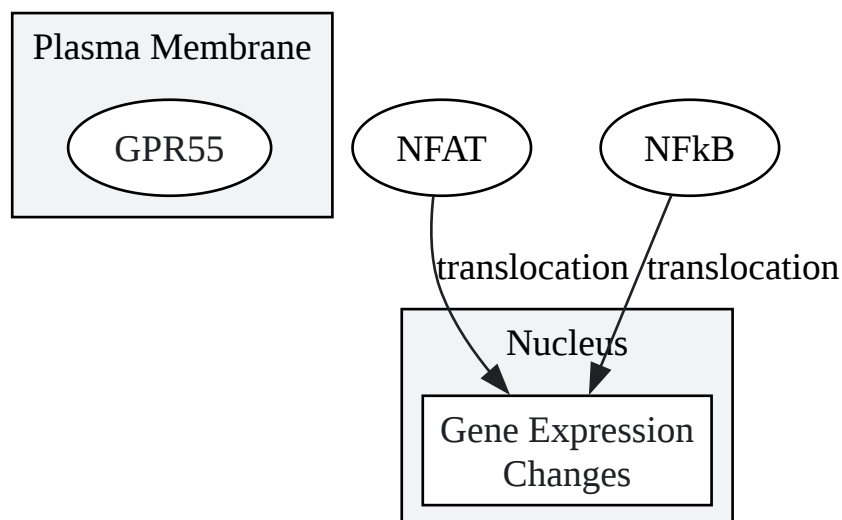 Plasma Membrane
GPR55
NFAT
NFkB
translocation
translocation
Nucleus
Gene Expression
Changes